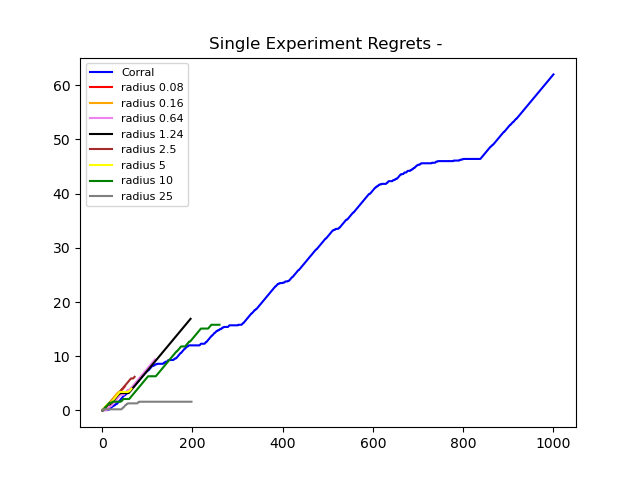 Single Experiment Regrets -
60
50
40
30
20
10
0
Corral
radius 0.08
radius 0.16
radius 0.64
radius 1.24
radius 2.5
radius 5
radius 10
radius 25
0 200 400 600 800 1000